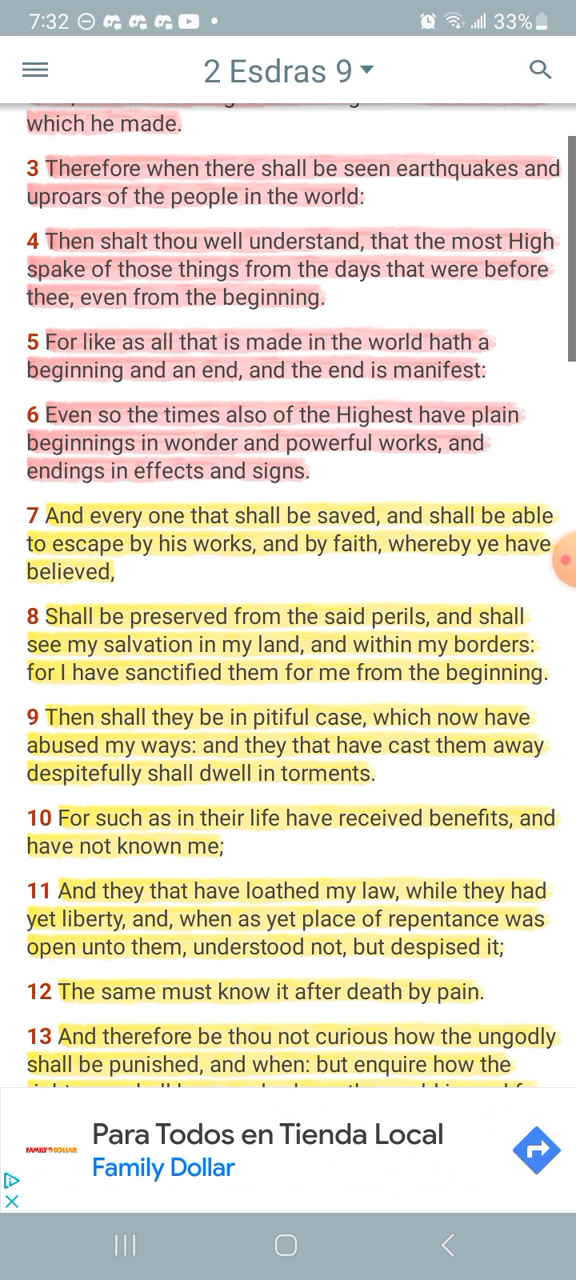 7:32
33%
2 Esdras 9
which he made.
3 Therefore when there shall be seen earthquakes and
uproars of the people in the world:
4 Then shalt thou well understand, that the most High
spake of those things from the days that were before
thee, even from the beginning.
5 For like as all that is made in the world hath a
beginning and an end, and the end is manifest:
6 Even so the times also of the Highest have plain
beginnings in wonder and powerful works, and
endings in effects and signs.
7 And every one that shall be saved, and shall be able
to escape by his works, and by faith, whereby ye have
believed,
8 Shall be preserved from the said perils, and shall
see my salvation in my land, and within my borders:
for I have sanctified them for me from the beginning.
9 Then shall they be in pitiful case, which now have
abused my ways: and they that have cast them away
despitefully shall dwell in torments.
10 For such as in their life have received benefits, and
have not known me;
11 And they that have loathed my law, while they had
yet liberty, and, when as yet place of repentance was
open unto them, understood not, but despised it;
12 The same must know it after death by pain.
13 And therefore be thou not curious how the ungodly
shall be punished, and when: but enquire how the
Para Todos en Tienda Local
FAMILY DOLLAR
Family Dollar